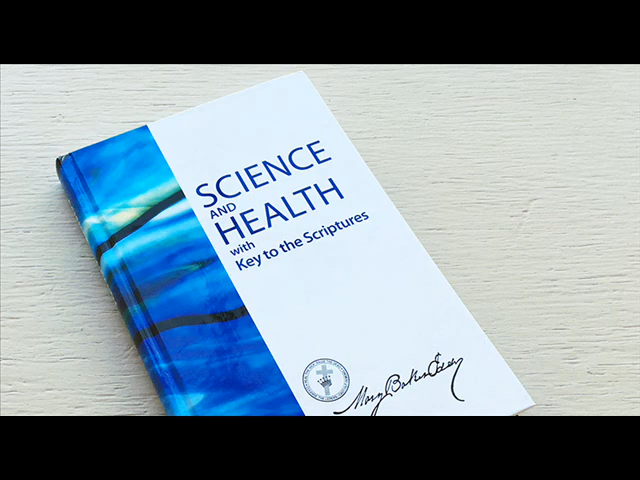 SCIENCE
AND
HEALTH
with
Key to the Scriptures
Mary Baker Eddy